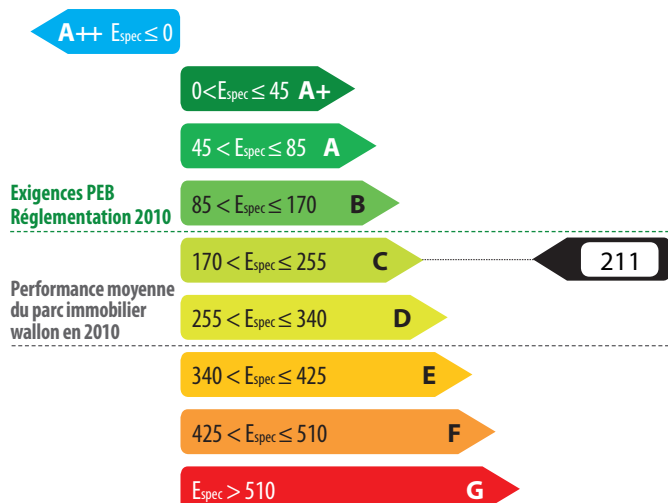 A++ Espec ≤ 0
0<Espec ≤ 45 A+
45 < Espec ≤ 85 A
Exigences PEB
Réglementation 2010
85 < Espec ≤ 170 B
170 < Espec ≤ 255 C
211
Performance moyenne
du parc immobilier
wallon en 2010
255 < Espec ≤ 340 D
340 < Espec ≤ 425 E
425 < Espec ≤ 510 F
Espec > 510 G